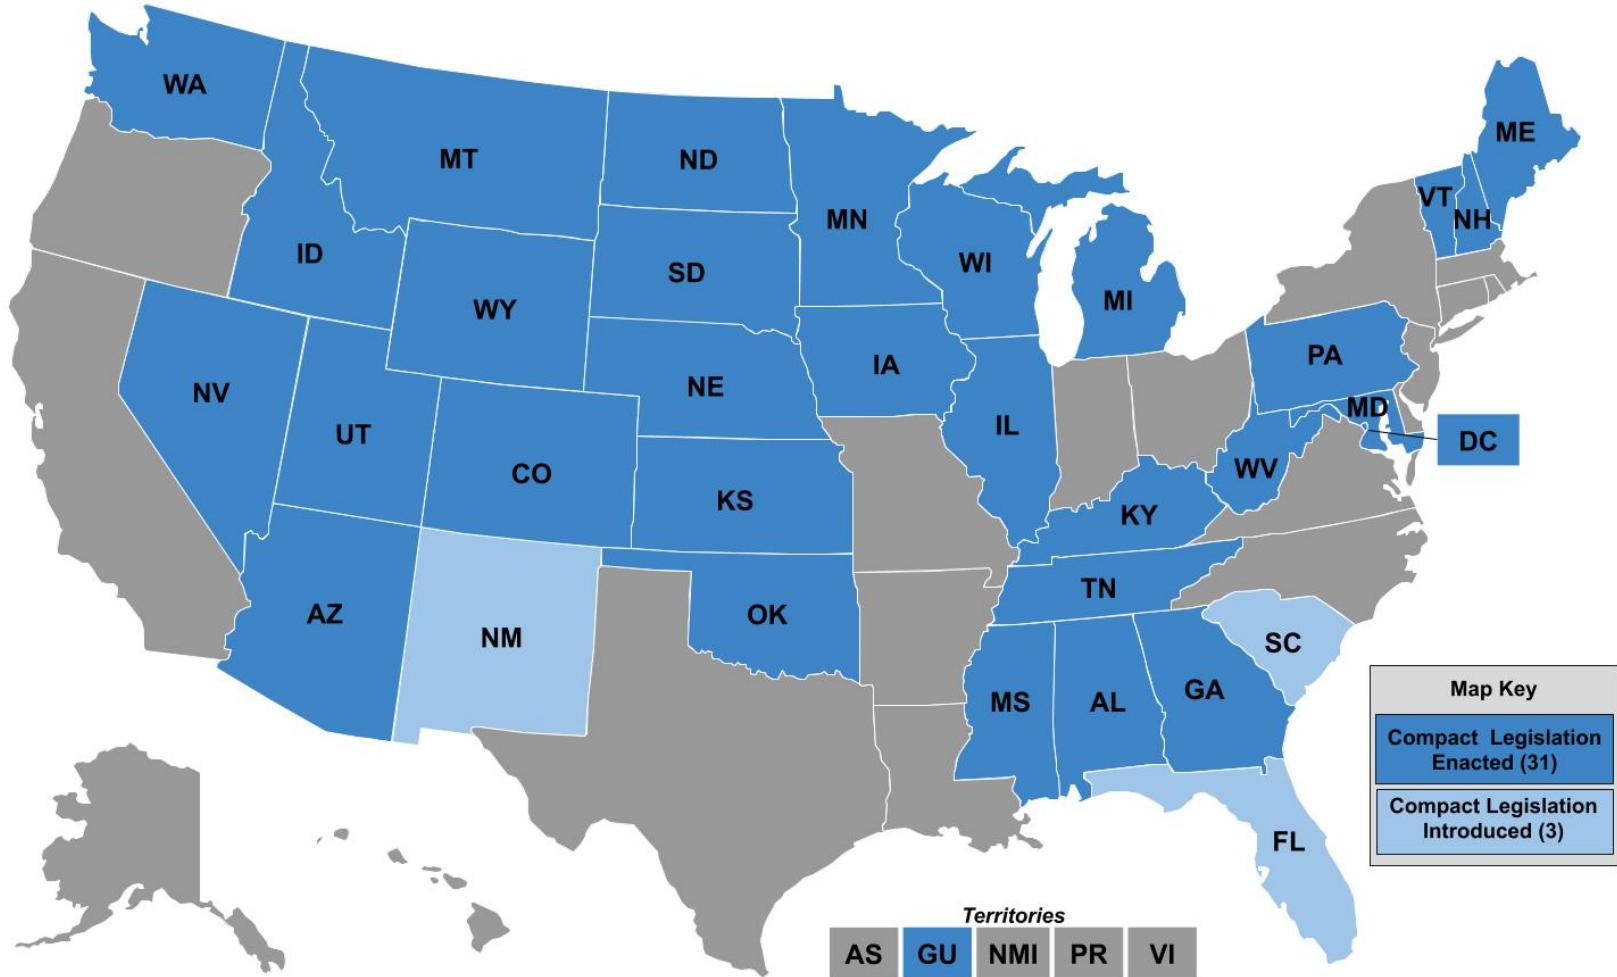 WA
MT
ND
MN
ME
VT
NH
ID
SD
WI
MI
WY
PA
IA
NE
NV
MD
UT
IL
DC
CO
WV
KS
KY
TN
AZ
OK
NM
SC
MS
AL
GA
FL
Map Key
Compact Legislation
Enacted (31)
Compact Legislation
Introduced (3)
Territories
AS GU NMI PR VI